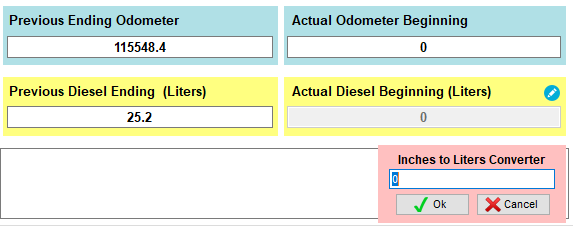 Previous Ending Odometer
Actual Odometer Beginning
115548.4
0
Previous Diesel Ending (Liters)
Actual Diesel Beginning (Liters)
25.2
0
Inches to Liters Converter
0
Ok
Cancel